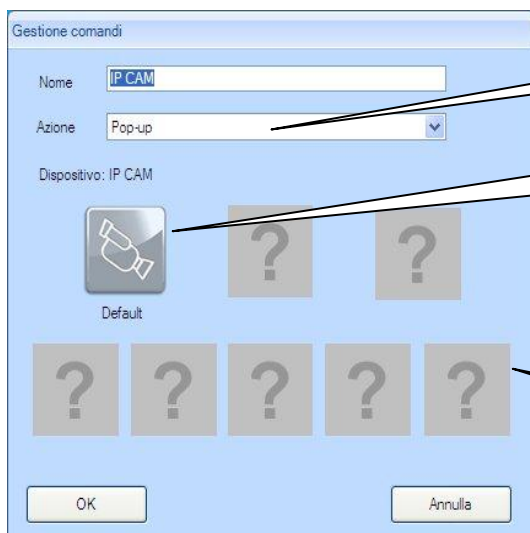 Gestione comandi
Nome IP CAM
Azione Pop-up
Dispositivo: IP CAM
? ?
Default
? ? ? ? ?
OK Annulla